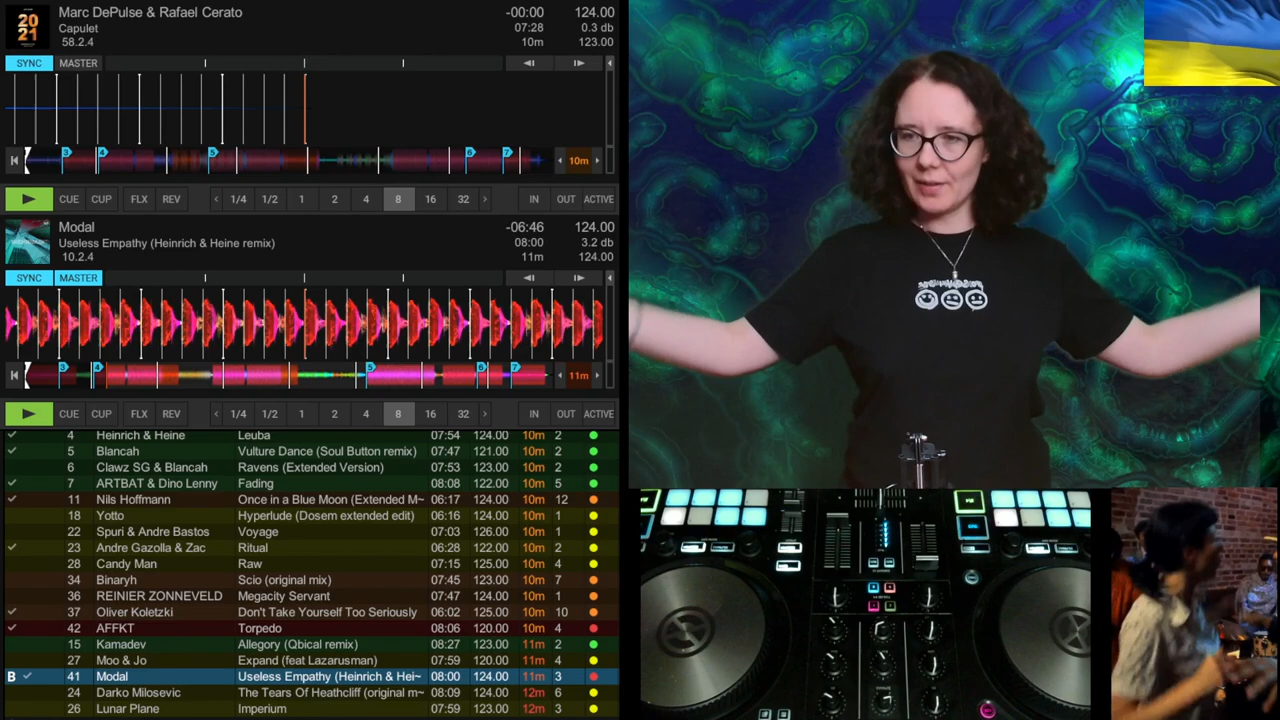 20
21
Marc DePulse & Rafael Cerato
Capulet
58.2.4
-00:00
07:28
10m
124.00
0.3 db
123.00
SYNC MASTER
3 4 5 6 7
10m
CUE CUP FLX REV < 1/4 1/2 1 2 4 8 16 32 > IN OUT ACTIVE
Modal
Useless Empathy (Heinrich & Heine remix)
10.2.4
-06:46
08:00
11m
124.00
3.2 db
124.00
SYNC MASTER
3 4 5 6 7
11m
CUE CUP FLX REV < 1/4 1/2 1 2 4 8 16 32 > IN OUT ACTIVE
4 Heinrich & Heine Leuba 07:54 124.00 10m 2
5 Blancah Vulture Dance (Soul Button remix) 07:47 121.00 10m 2
6 Clawz SG & Blancah Ravens (Extended Version) 07:53 123.00 10m 2
7 ARTBAT & Dino Lenny Fading 08:08 122.00 10m 5
11 Nils Hoffmann Once in a Blue Moon (Extended M~ 06:17 124.00 10m 12
18 Yotto Hyperlude (Dosem extended edit) 06:16 124.00 10m 1
22 Spuri & Andre Bastos Voyage 07:03 126.00 10m 1
23 Andre Gazolla & Zac Ritual 06:28 122.00 10m 2
28 Candy Man Raw 07:15 125.00 10m 4
34 Binaryh Scio (original mix) 07:45 123.00 10m 7
36 REINIER ZONNEVELD Megacity Servant 07:47 124.00 10m 1
37 Oliver Koletzki Don't Take Yourself Too Seriously 06:02 125.00 10m 10
42 AFFKT Torpedo 08:06 120.00 10m 4
15 Kamadev Allegory (Qbical remix) 08:27 123.00 11m 2
27 Moo & Jo Expand (feat Lazarusman) 07:59 120.00 11m 4
B 41 Modal Useless Empathy (Heinrich & Hei~ 08:00 124.00 11m 3
24 Darko Milosevic The Tears Of Heathcliff (original m~ 08:09 124.00 12m 6
26 Lunar Plane Imperium 07:59 123.00 12m 3